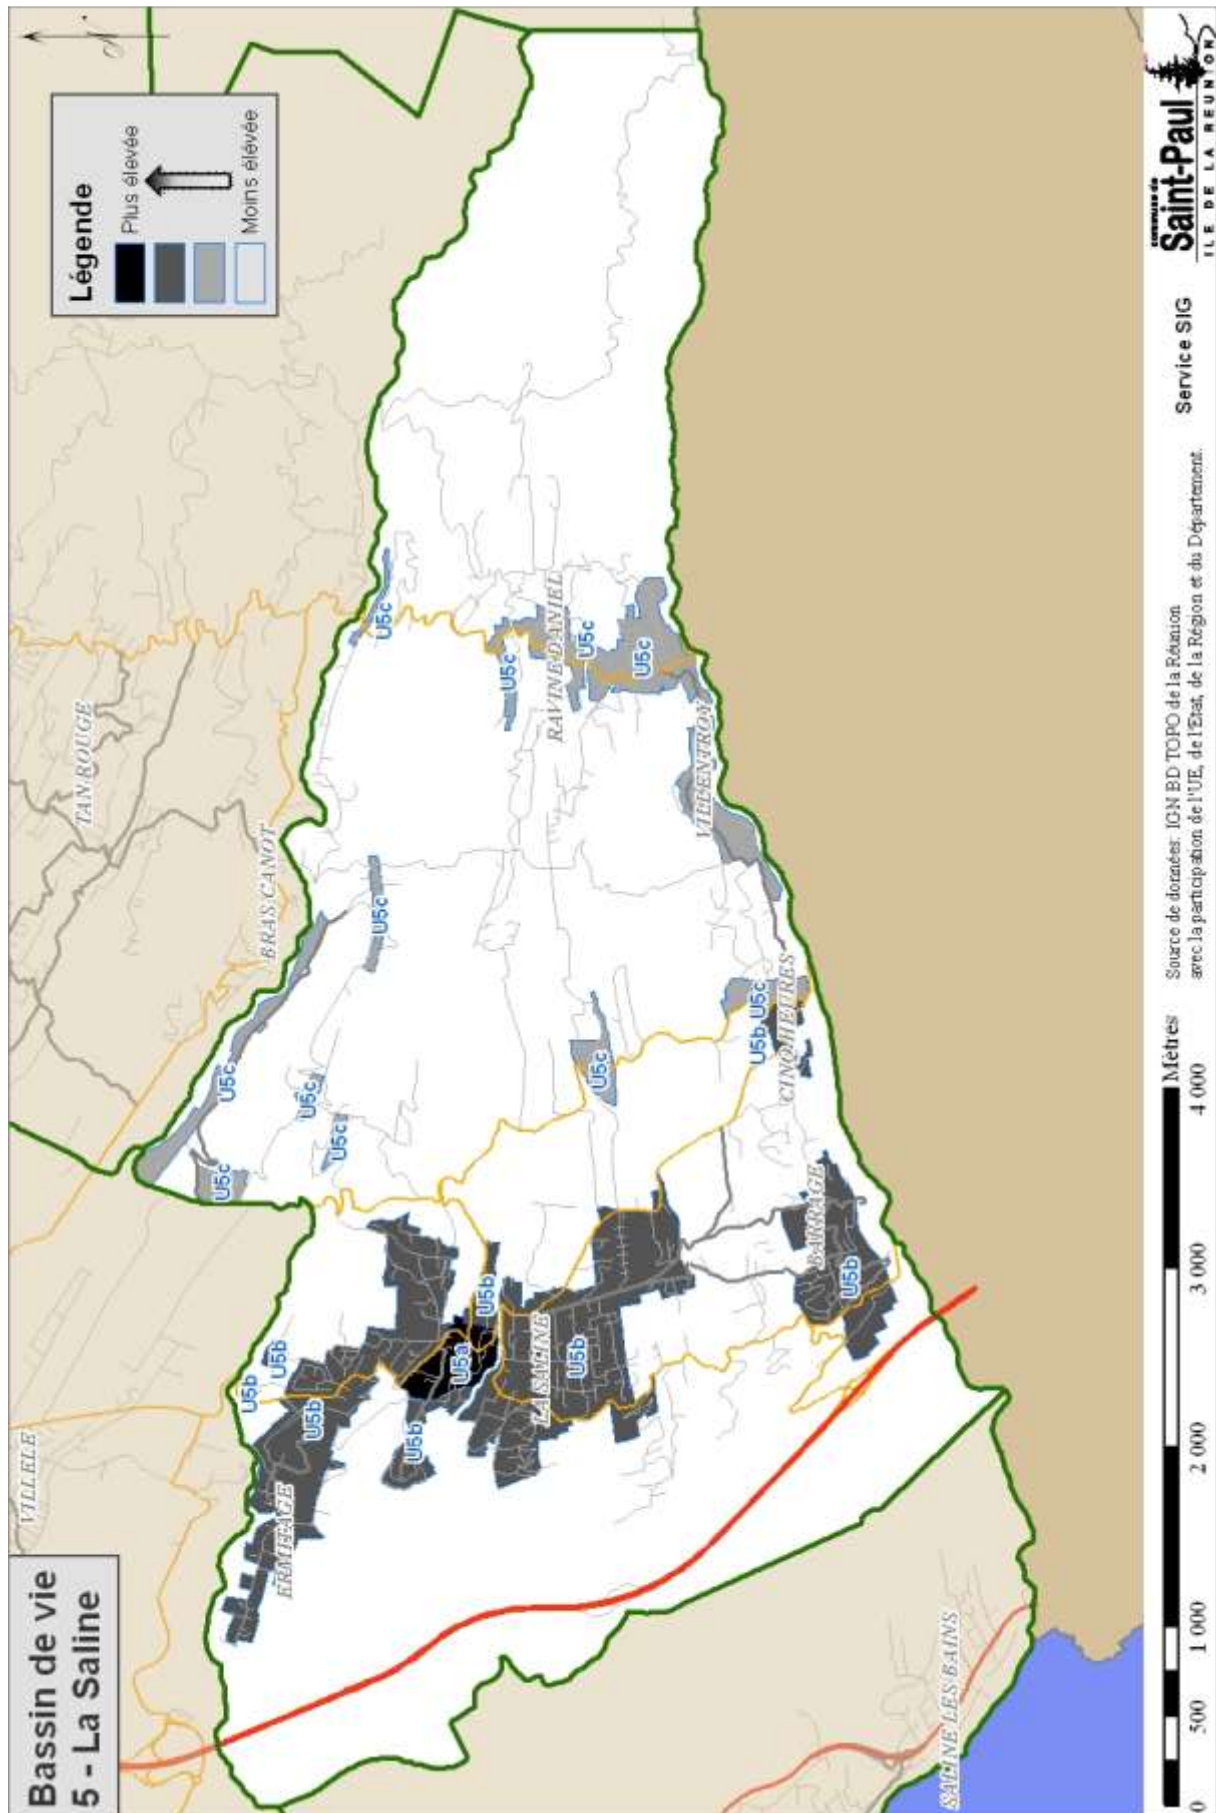 Bassin de vie
5 - La Saline
Légende
Plus élevée
Moins élevée
N
VILLELE
TAN ROUGE
BRAS CANOT
ERMITAGE
LA SALINE
BARRAGE
CINQ HEURES
VILLENTROY
RAVINE DANIEL
SALINE LES BAINS
U5b
U5b
U5b
U5b
U5a
U5b
U5b
U5b
U5b
U5c
U5c
U5c
U5c
U5c
U5c
U5c
U5c
U5c
U5c
U5c
0
500
1 000
2 000
3 000
4 000
Mètres
Source de données: IGN BD TOPO de la Réunion
avec la participation de l'UE, de l'Etat, de la Région et du Département.
Service SIG
commune de
Saint-Paul
ILE DE LA REUNION